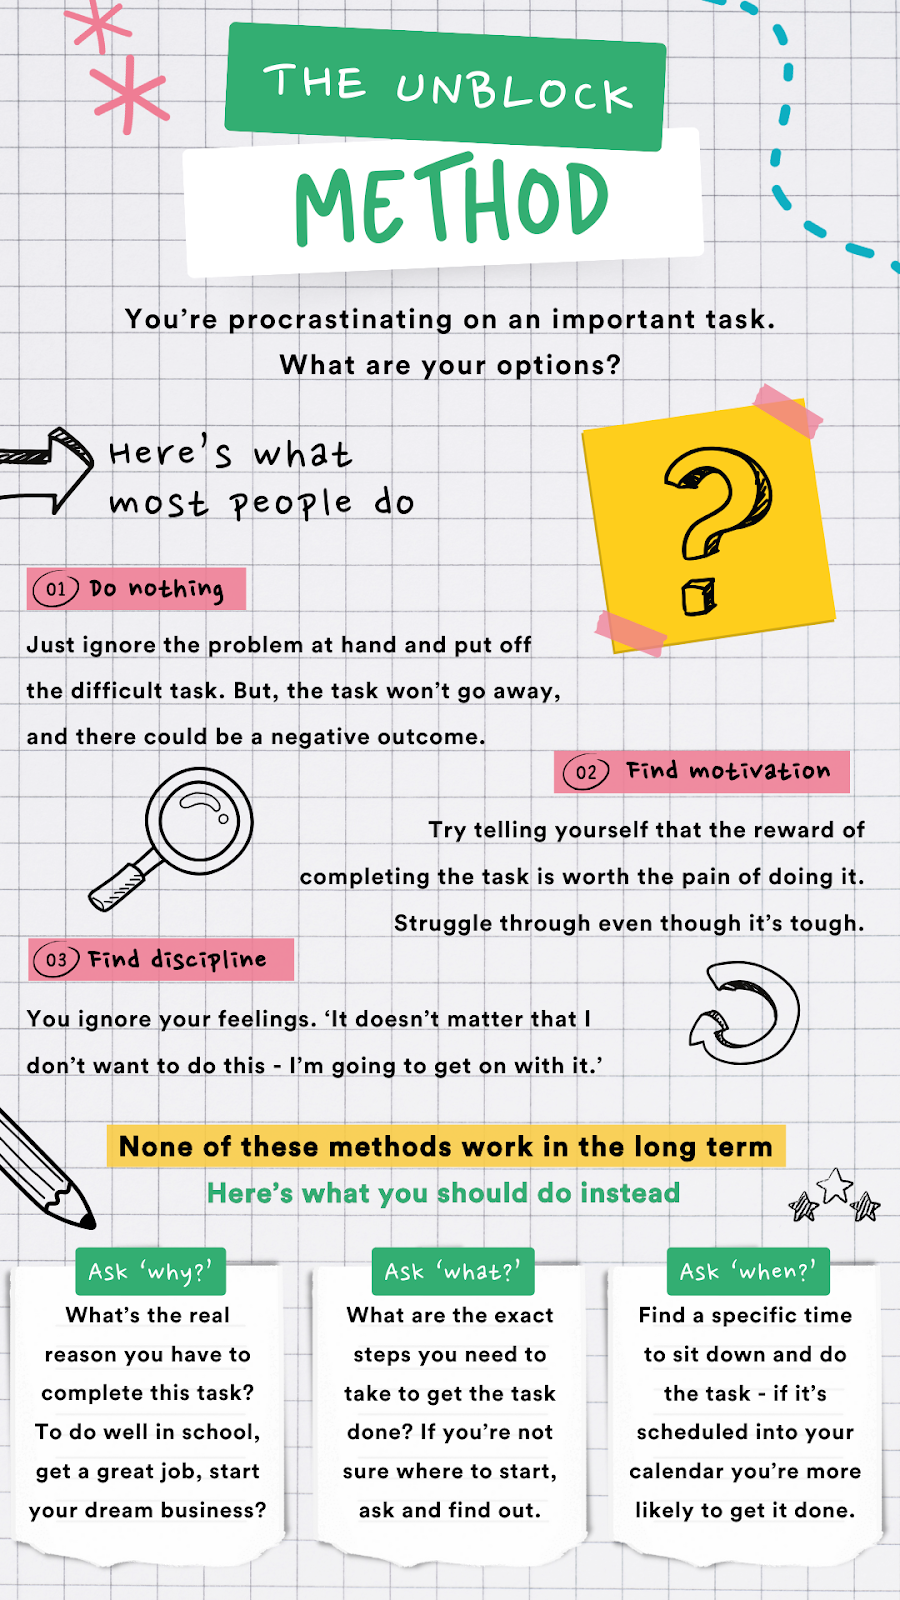 THE UNBLOCK
METHOD
You're procrastinating on an important task.
What are your options?
Here's what
most people do
?
01 Do nothing
Just ignore the problem at hand and put off
the difficult task. But, the task won't go away,
and there could be a negative outcome.
02 Find motivation
Try telling yourself that the reward of
completing the task is worth the pain of doing it.
Struggle through even though it's tough.
03 Find discipline
You ignore your feelings. ‘It doesn't matter that I
don't want to do this - I'm going to get on with it.’
None of these methods work in the long term
Here's what you should do instead
Ask ‘why?’
What's the real
reason you have to
complete this task?
To do well in school,
get a great job, start
your dream business?
Ask ‘what?’
What are the exact
steps you need to
take to get the task
done? If you're not
sure where to start,
ask and find out.
Ask ‘when?’
Find a specific time
to sit down and do
the task - if it's
scheduled into your
calendar you're more
likely to get it done.